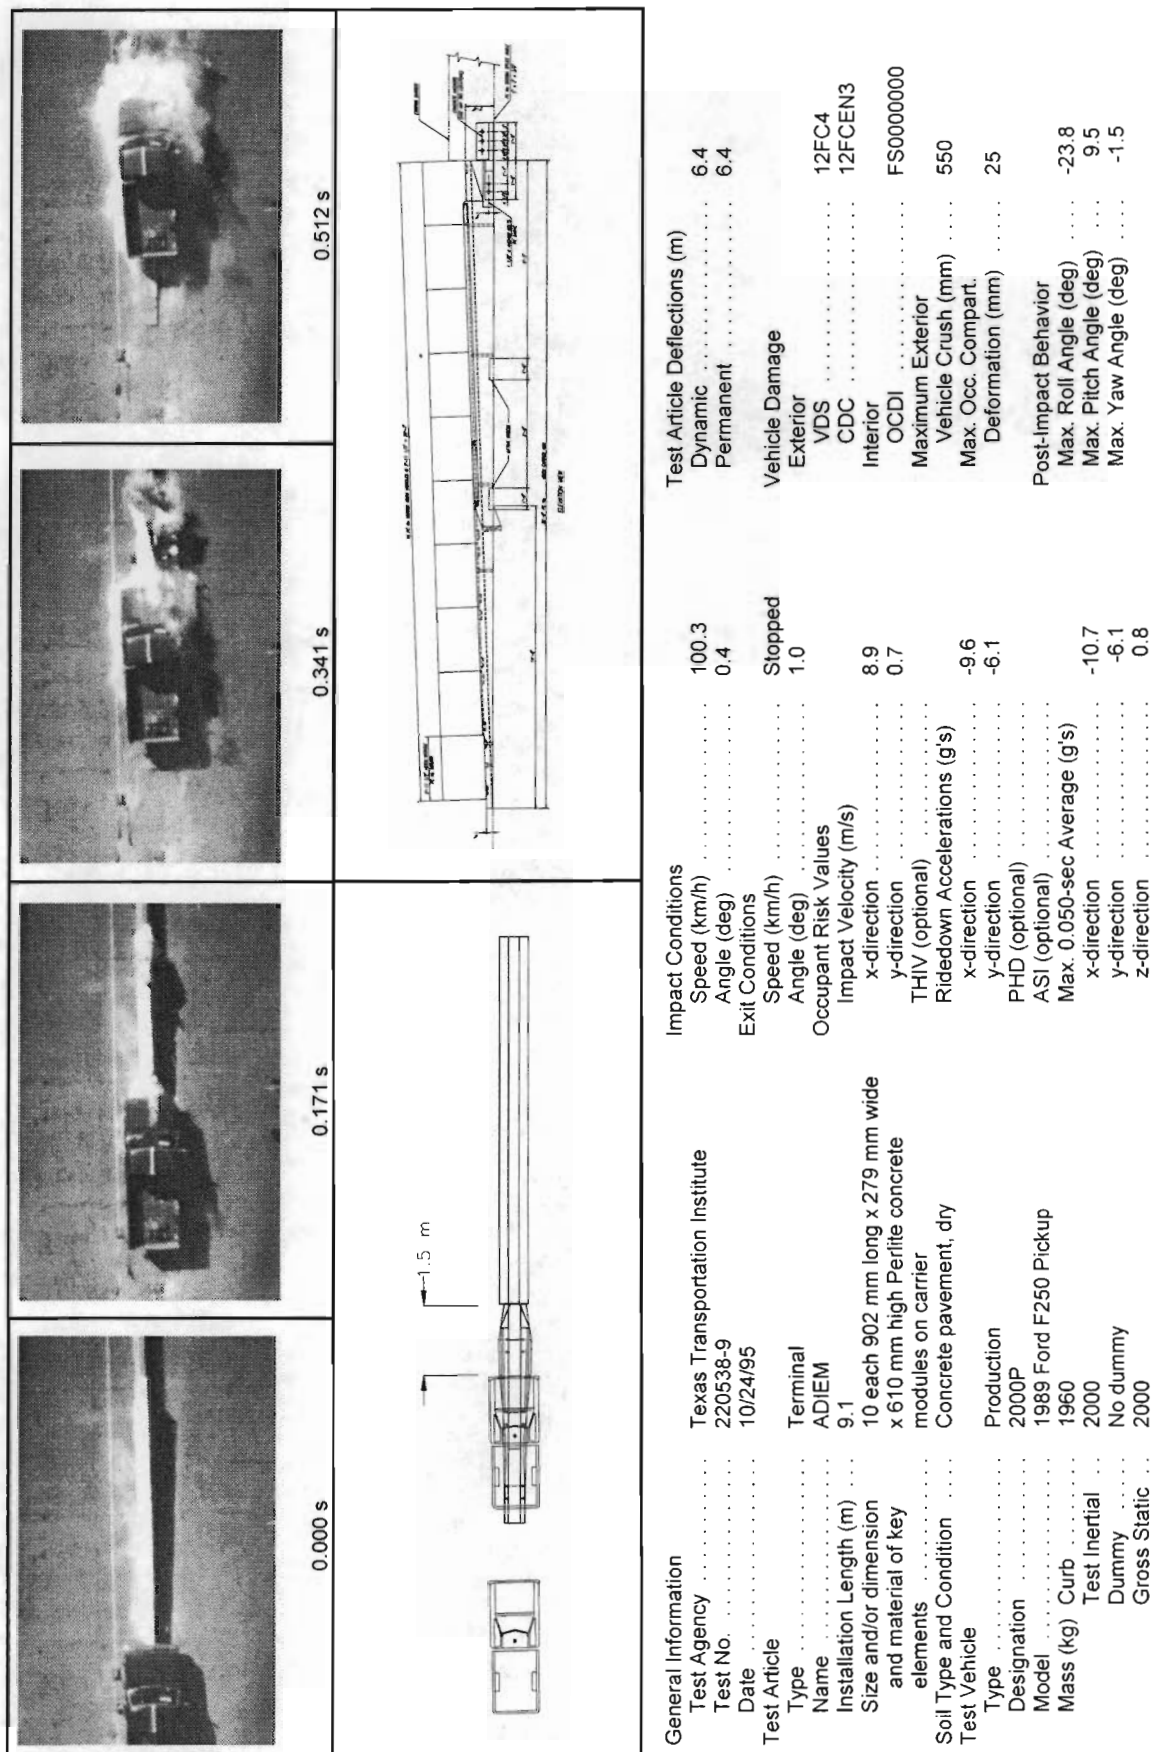 0.000 s
0.171 s
0.341 s
0.512 s
1.5 m
ELEVATION VIEW
General Information
Test Agency . . . . . . . . . . Texas Transportation Institute
Test No. . . . . . . . . . . . . 220538-9
Date . . . . . . . . . . . . . . . 10/24/95
Test Article
Type . . . . . . . . . . . . . . . Terminal
Name . . . . . . . . . . . . . . ADIEM
Installation Length (m) . . . 9.1
Size and/or dimension 10 each 902 mm long x 279 mm wide
and material of key x 610 mm high Perlite concrete
elements . . . . . . . . . . . modules on carrier
Soil Type and Condition . . . . Concrete pavement, dry
Test Vehicle
Type . . . . . . . . . . . . . . . Production
Designation . . . . . . . . . . 2000P
Model . . . . . . . . . . . . . . 1989 Ford F250 Pickup
Mass (kg) Curb . . . . . . . . 1960
Test Inertial . . 2000
Dummy . . . . . No dummy
Gross Static . . 2000
Impact Conditions
Speed (km/h) . . . . . . . . . . . . . . . 100.3
Angle (deg) . . . . . . . . . . . . . . . . 0.4
Exit Conditions
Speed (km/h) . . . . . . . . . . . . . . . Stopped
Angle (deg) . . . . . . . . . . . . . . . . 1.0
Occupant Risk Values
Impact Velocity (m/s)
x-direction . . . . . . . . . . . . . . . . 8.9
y-direction . . . . . . . . . . . . . . . . 0.7
THIV (optional) . . . . . . . . . . . . . .
Ridedown Accelerations (g's)
x-direction . . . . . . . . . . . . . . . . -9.6
y-direction . . . . . . . . . . . . . . . . -6.1
PHD (optional) . . . . . . . . . . . . . .
ASI (optional) . . . . . . . . . . . . . . .
Max. 0.050-sec Average (g's)
x-direction . . . . . . . . . . . . . . . . -10.7
y-direction . . . . . . . . . . . . . . . . -6.1
z-direction . . . . . . . . . . . . . . . . 0.8
Test Article Deflections (m)
Dynamic . . . . . . . . . . . . . . . . 6.4
Permanent . . . . . . . . . . . . . . 6.4
Vehicle Damage
Exterior
VDS . . . . . . . . . . . . . . . . . 12FC4
CDC . . . . . . . . . . . . . . . . . 12FCEN3
Interior
OCDI . . . . . . . . . . . . . . . . FS0000000
Maximum Exterior
Vehicle Crush (mm) . . . . 550
Max. Occ. Compart.
Deformation (mm) . . . . . 25
Post-Impact Behavior
Max. Roll Angle (deg) . . . . -23.8
Max. Pitch Angle (deg) . . . 9.5
Max. Yaw Angle (deg) . . . . -1.5